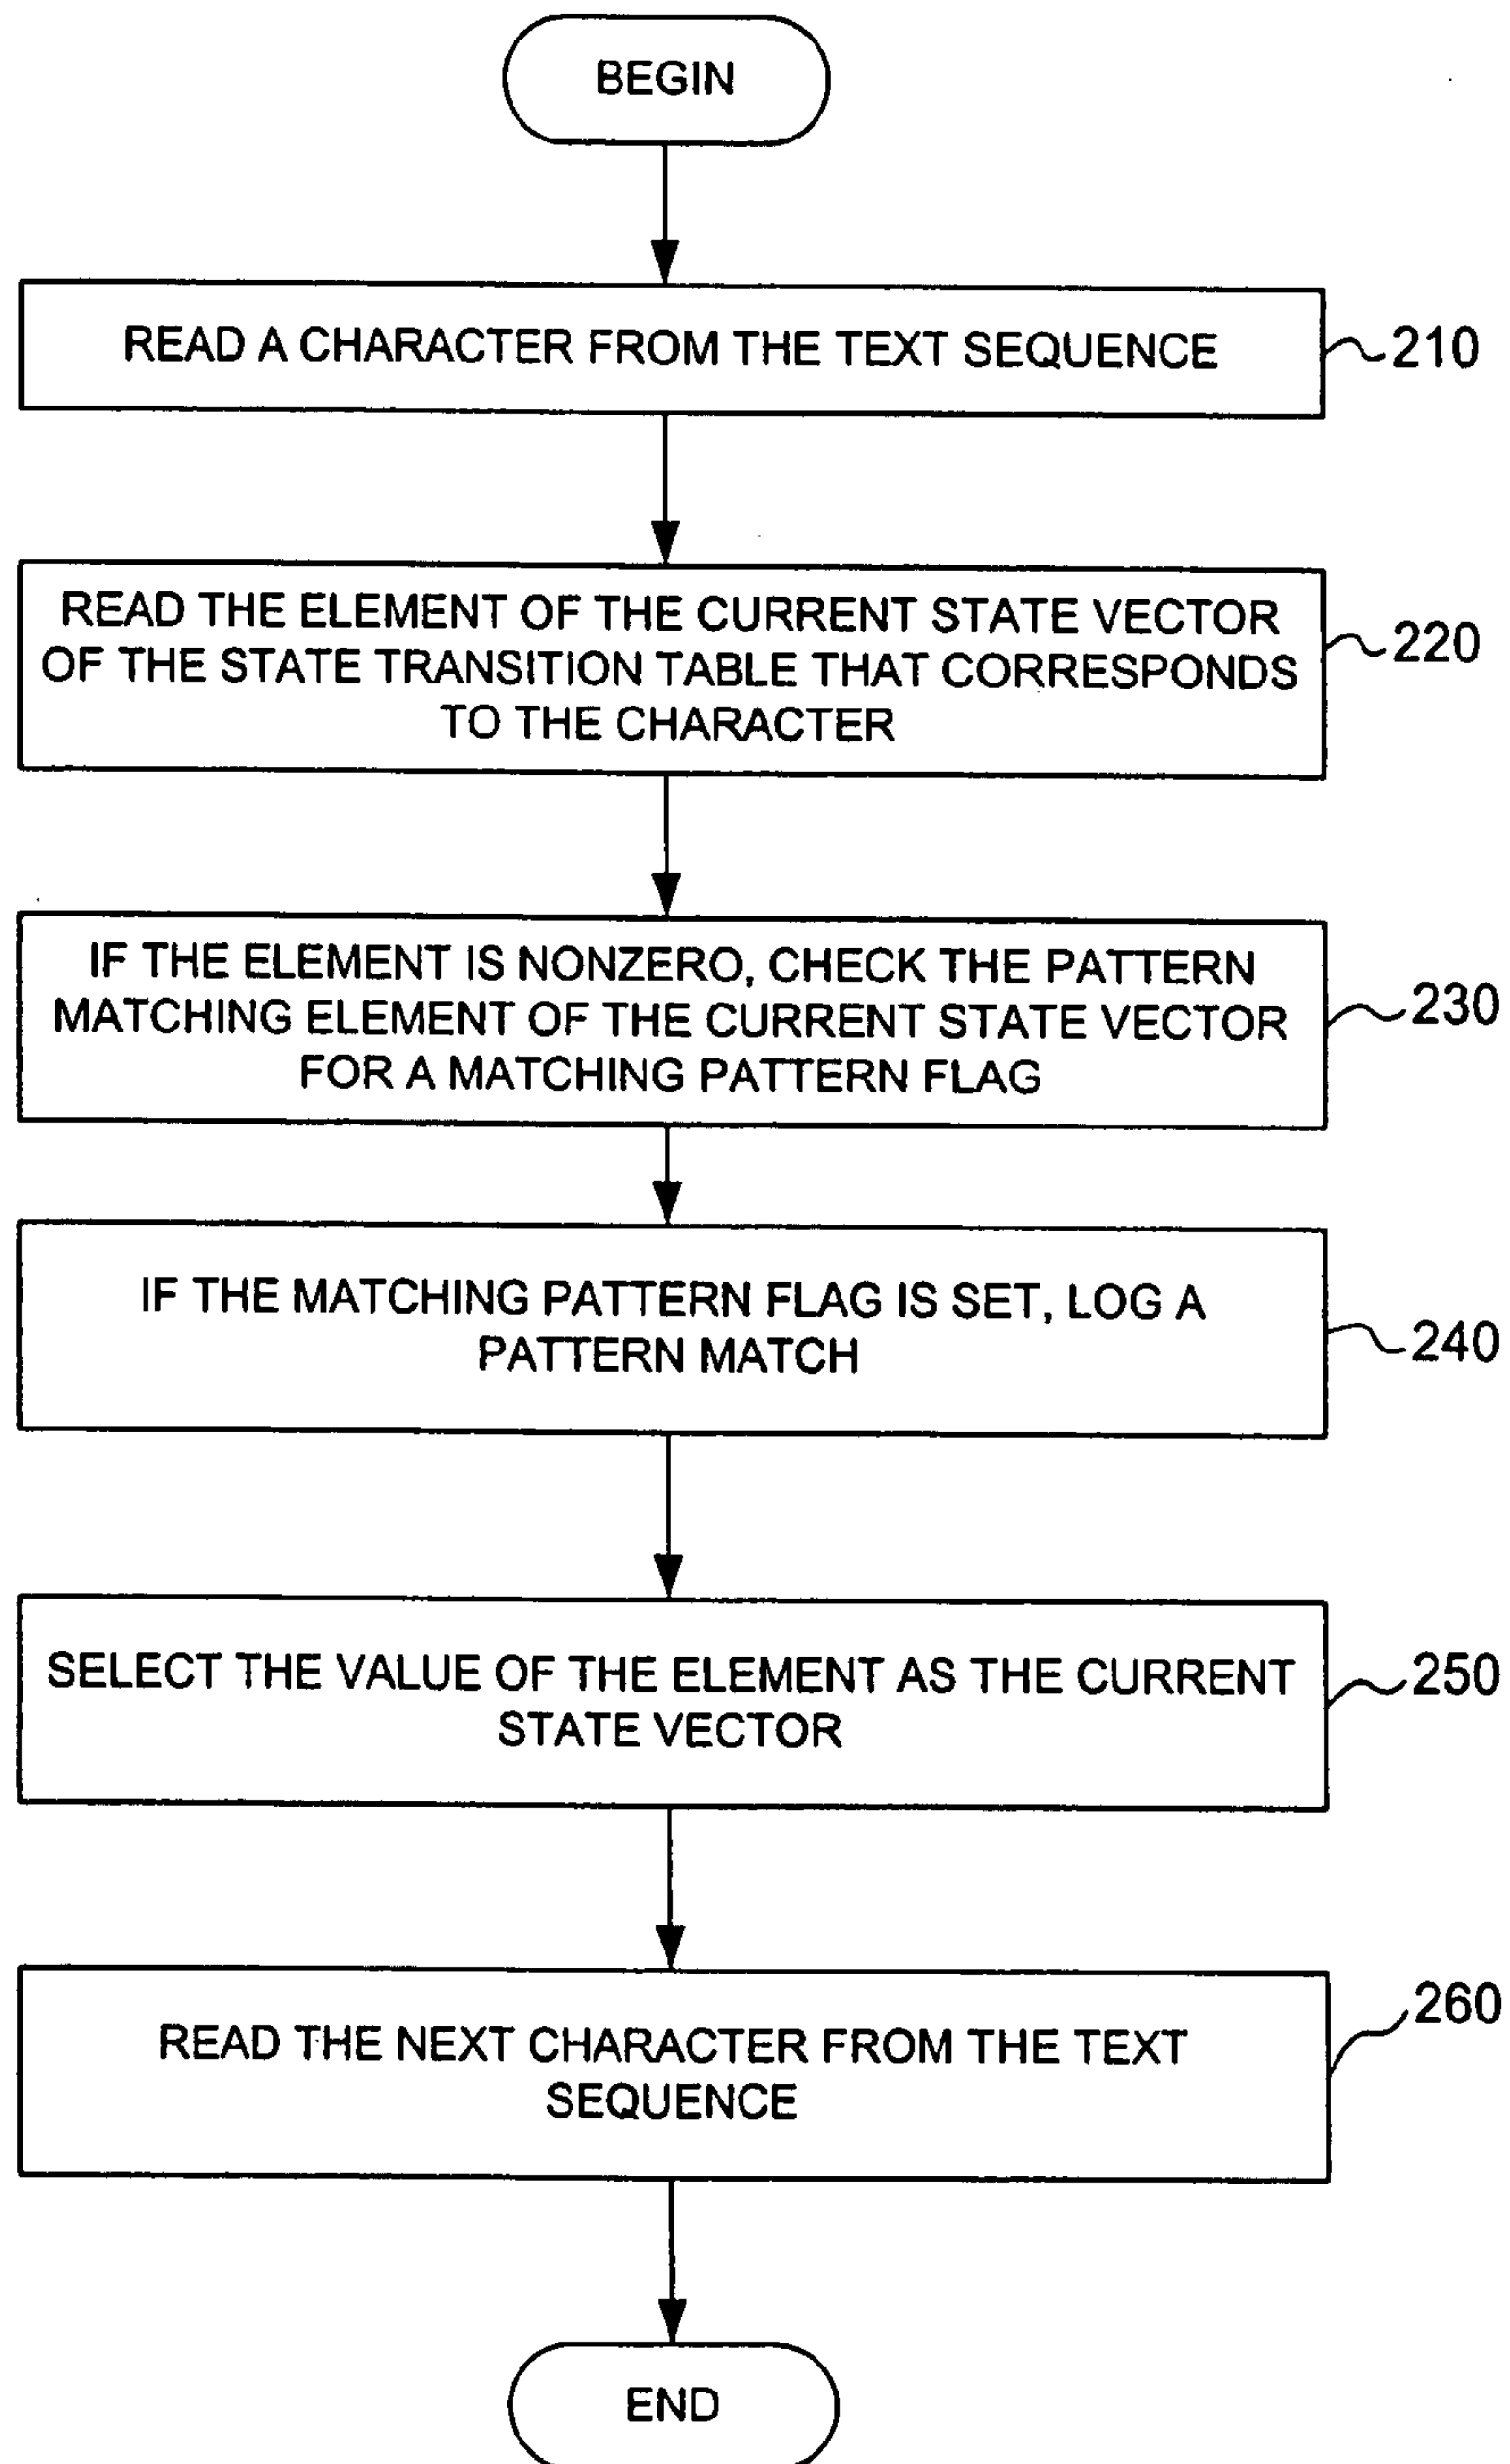 BEGIN
READ A CHARACTER FROM THE TEXT SEQUENCE
210
READ THE ELEMENT OF THE CURRENT STATE VECTOR
OF THE STATE TRANSITION TABLE THAT CORRESPONDS
TO THE CHARACTER
220
IF THE ELEMENT IS NONZERO, CHECK THE PATTERN
MATCHING ELEMENT OF THE CURRENT STATE VECTOR
FOR A MATCHING PATTERN FLAG
230
IF THE MATCHING PATTERN FLAG IS SET, LOG A
PATTERN MATCH
240
SELECT THE VALUE OF THE ELEMENT AS THE CURRENT
STATE VECTOR
250
READ THE NEXT CHARACTER FROM THE TEXT
SEQUENCE
260
END